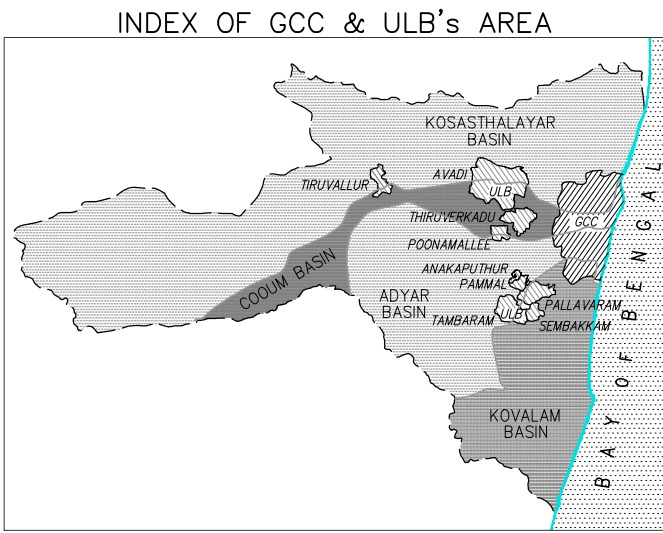 INDEX OF GCC & ULB's AREA
KOSASTHALAYAR
BASIN
TIRUVALLUR
AVADI
ULB
THIRUVERKADU
GCC
POONAMALLEE
COOUM BASIN
ANAKAPUTHUR
PAMMAL
ADYAR
BASIN
PALLAVARAM
TAMBARAM
ULB
SEMBAKKAM
KOVALAM
BASIN
BAY OF BENGAL